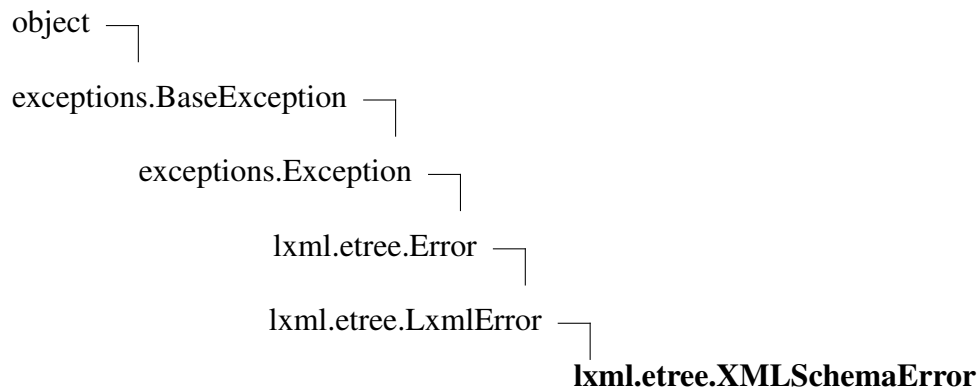 object
exceptions.BaseException
exceptions.Exception
lxml.etree.Error
lxml.etree.LxmlError
lxml.etree.XMLSchemaError